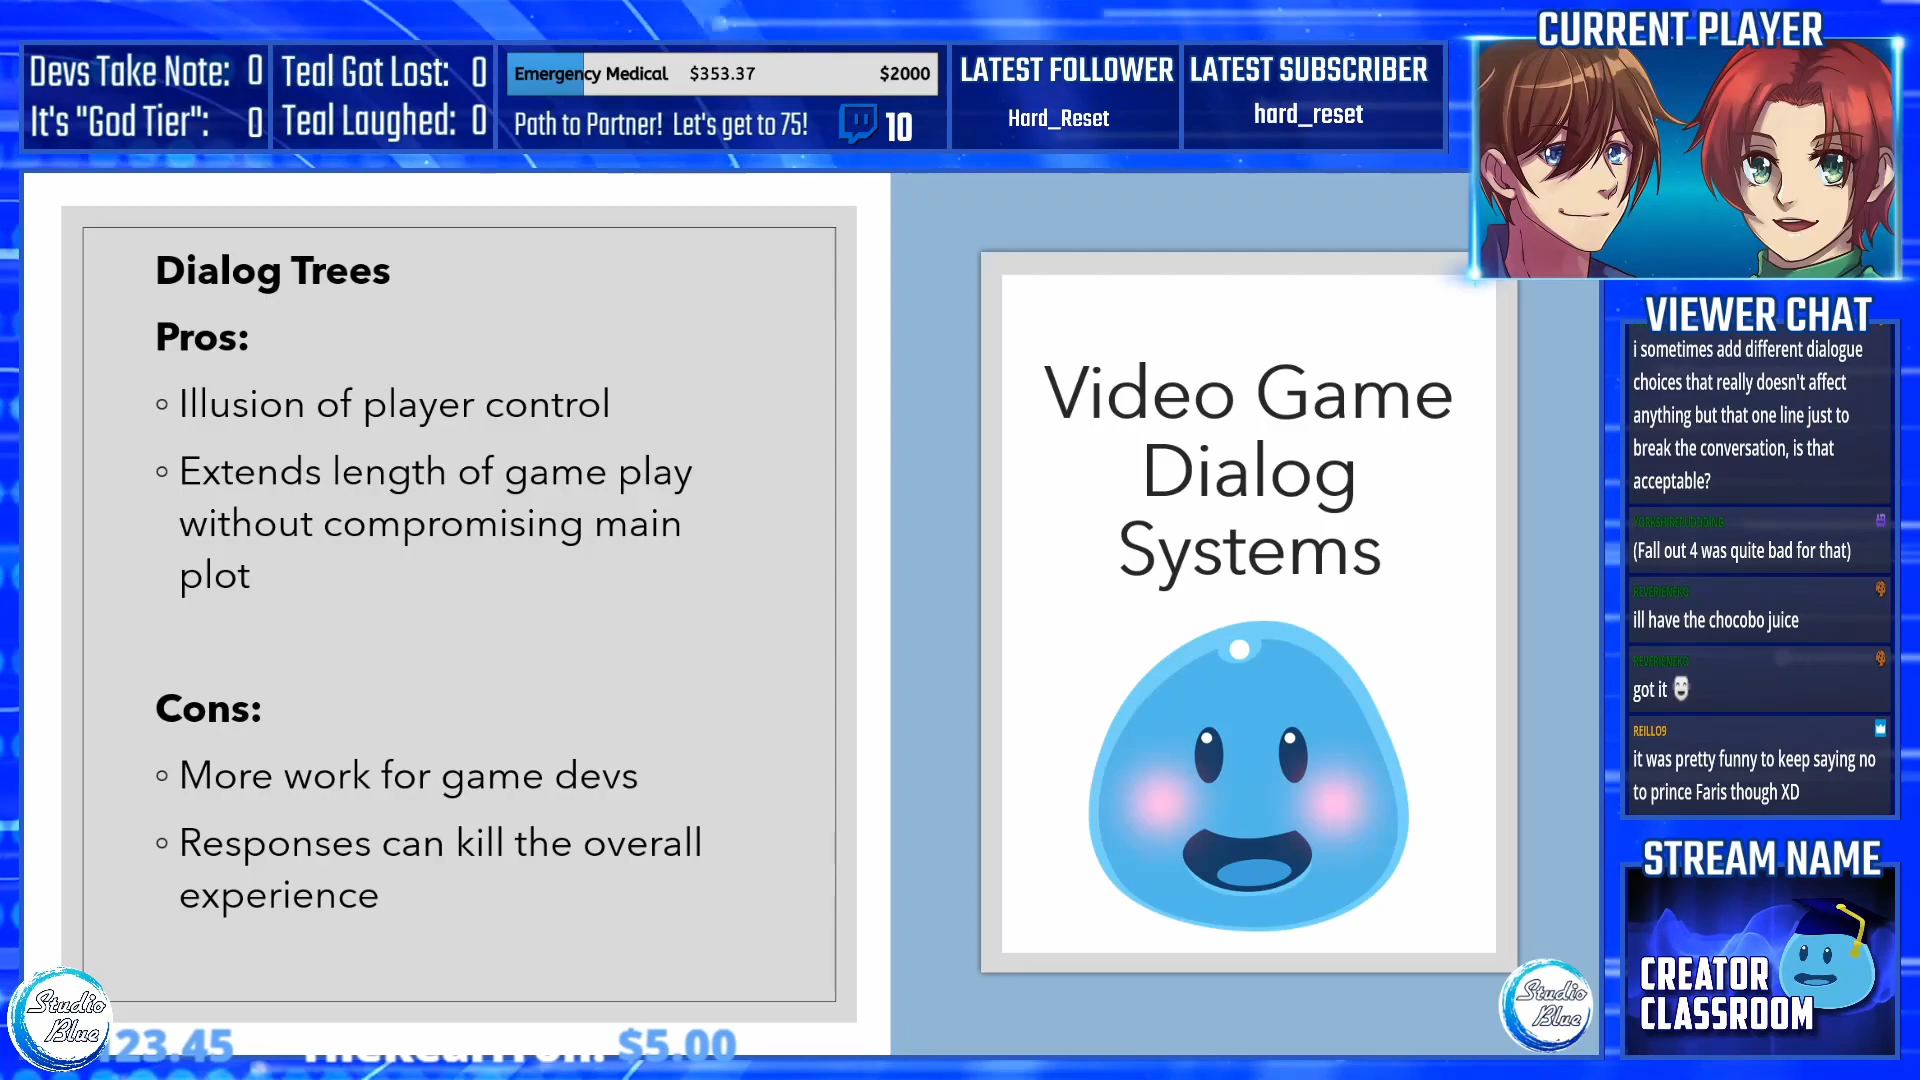 CURRENT PLAYER
Devs Take Note: 0
It's "God Tier": 0
Teal Got Lost: 0
Teal Laughed: 0
Emergency Medical $353.37 $2000
Path to Partner! Let's get to 75! 10
LATEST FOLLOWER
Hard_Reset
LATEST SUBSCRIBER
hard_reset
Dialog Trees
Pros:
◦ Illusion of player control
◦ Extends length of game play
without compromising main
plot
Cons:
◦ More work for game devs
◦ Responses can kill the overall
experience
Video Game
Dialog
Systems
VIEWER CHAT
i sometimes add different dialogue
choices that really doesn't affect
anything but that one line just to
break the conversation, is that
acceptable?
(Fall out 4 was quite bad for that)
REVERIENERO
ill have the chocobo juice
REVERIENERO
got it
REILLO9
it was pretty funny to keep saying no
to prince Faris though XD
STREAM NAME
CREATOR
CLASSROOM
Studio
Blue
Studio
Blue
23.45 $5.00